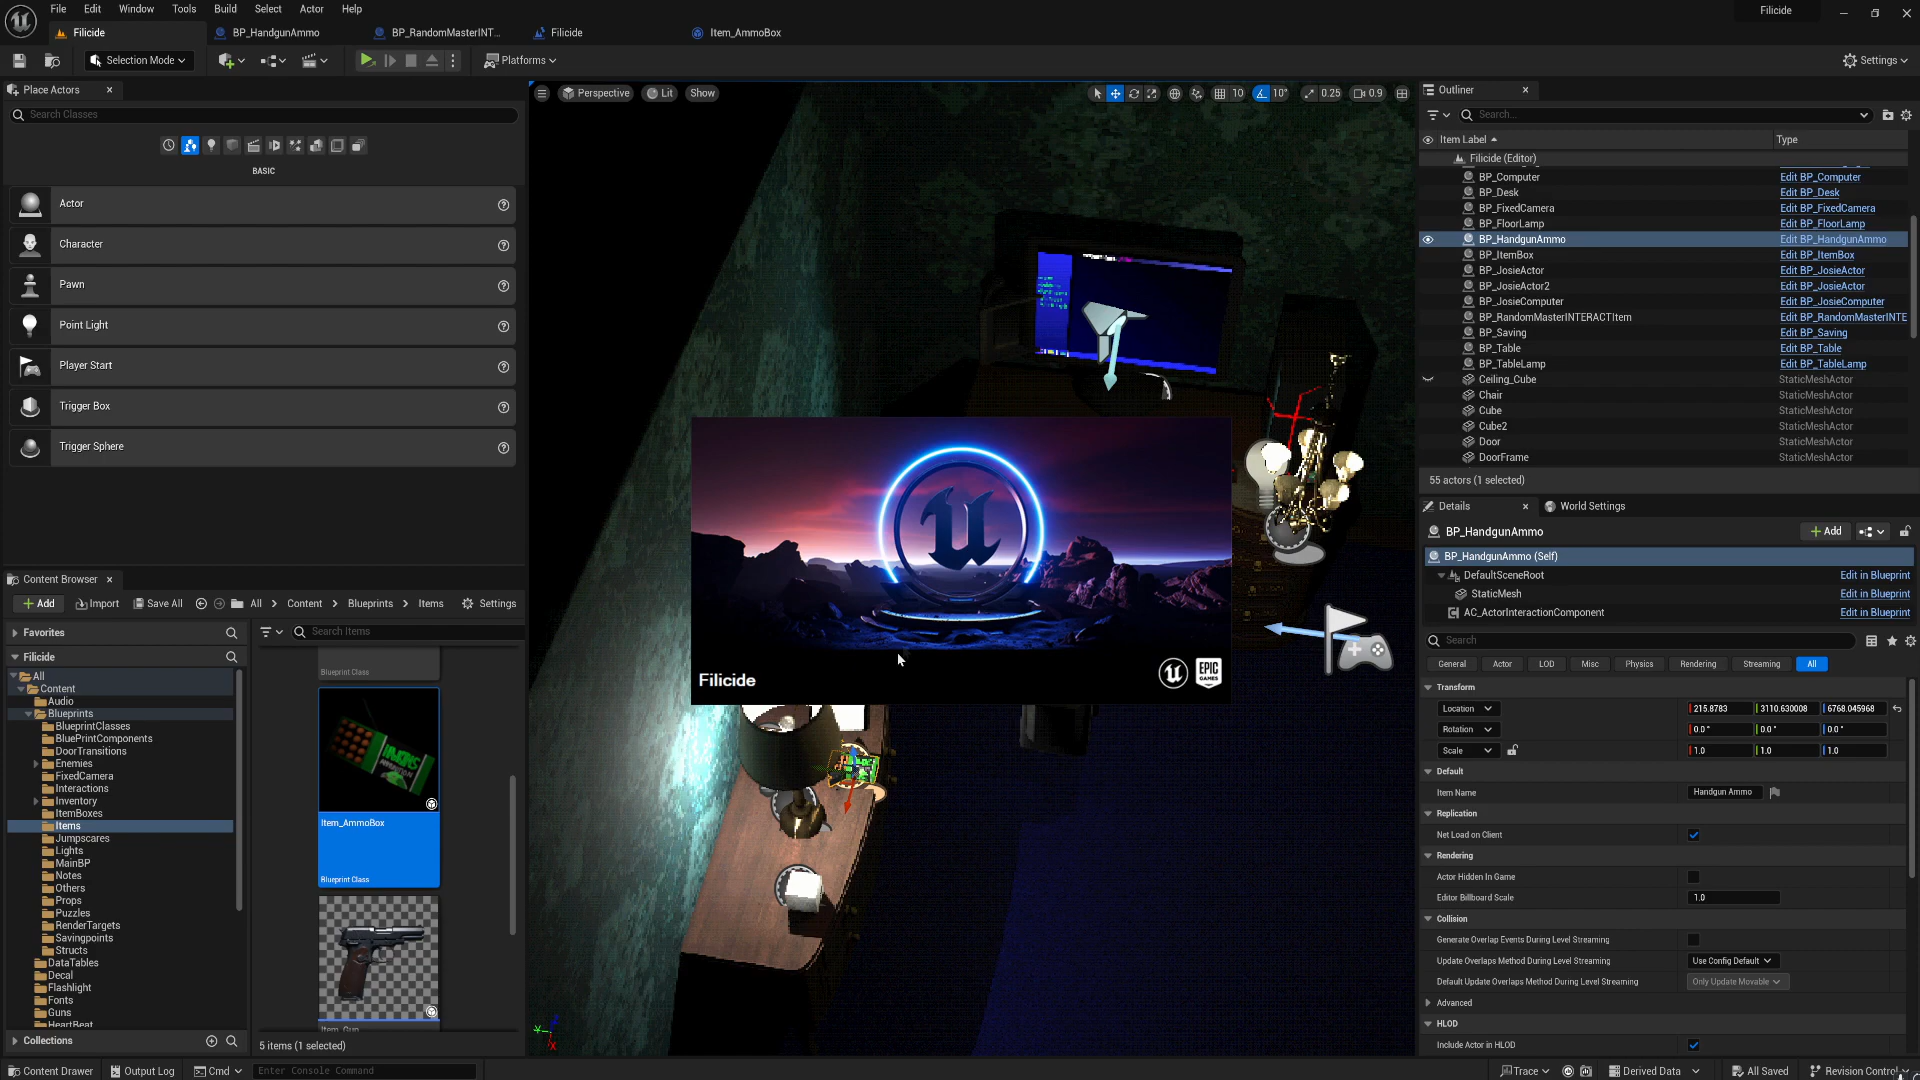 File Edit Window Tools Build Select Actor Help
Filicide
Filicide
BP_HandgunAmmo
BP_RandomMasterINT...
Filicide
Item_AmmoBox
Selection Mode
Platforms
Settings
Place Actors
Search Classes
BASIC
Actor
Character
Pawn
Point Light
Player Start
Trigger Box
Trigger Sphere
Perspective
Lit
Show
10
10°
0.25
0.9
Filicide
EPIC GAMES
Outliner
Search...
Item Label
Type
Filicide (Editor)
BP_Computer Edit BP_Computer
BP_Desk Edit BP_Desk
BP_FixedCamera Edit BP_FixedCamera
BP_FloorLamp Edit BP_FloorLamp
BP_HandgunAmmo Edit BP_HandgunAmmo
BP_ItemBox Edit BP_ItemBox
BP_JosieActor Edit BP_JosieActor
BP_JosieActor2 Edit BP_JosieActor
BP_JosieComputer Edit BP_JosieComputer
BP_RandomMasterINTERACTItem Edit BP_RandomMasterINTE
BP_Saving Edit BP_Saving
BP_Table Edit BP_Table
BP_TableLamp Edit BP_TableLamp
Ceiling_Cube StaticMeshActor
Chair StaticMeshActor
Cube StaticMeshActor
Cube2 StaticMeshActor
Door StaticMeshActor
DoorFrame StaticMeshActor
55 actors (1 selected)
Details
World Settings
BP_HandgunAmmo
Add
BP_HandgunAmmo (Self)
DefaultSceneRoot Edit in Blueprint
StaticMesh Edit in Blueprint
AC_ActorInteractionComponent Edit in Blueprint
Search
General Actor LOD Misc Physics Rendering Streaming All
Transform
Location 215.8783 3110.630008 6768.045968
Rotation 0.0° 0.0° 0.0°
Scale 1.0 1.0 1.0
Default
Item Name Handgun Ammo
Replication
Net Load on Client
Rendering
Actor Hidden In Game
Editor Billboard Scale 1.0
Collision
Generate Overlap Events During Level Streaming
Update Overlaps Method During Level Streaming Use Config Default
Default Update Overlaps Method During Level Streaming Only Update Movable
Advanced
HLOD
Include Actor in HLOD
Content Browser
Add
Import
Save All
All
Content
Blueprints
Items
Settings
Favorites
Filicide
All
Content
Audio
Blueprints
BlueprintClasses
BluePrintComponents
DoorTransitions
Enemies
FixedCamera
Interactions
Inventory
ItemBoxes
Items
Jumpscares
Lights
MainBP
Notes
Others
Props
Puzzles
RenderTargets
Savingpoints
Structs
DataTables
Decal
Flashlight
Fonts
Guns
HeartBeat
Collections
Search Items
Blueprint Class
Item_AmmoBox
Blueprint Class
Item_Gun
5 items (1 selected)
Content Drawer
Output Log
Cmd
Enter Console Command
Trace
Derived Data
All Saved
Revision Control